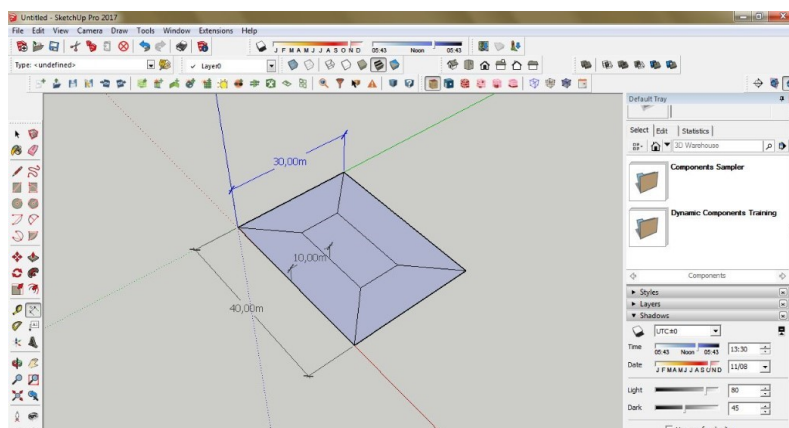 Untitled - SketchUp Pro 2017
File Edit View Camera Draw Tools Window Extensions Help
J F M A M J J A S O N D 05:43 Noon 05:43
Type: <undefined> Layer0
Default Tray
Select Edit Statistics
3D Warehouse
Components Sampler
Dynamic Components Training
Components
Styles
Layers
Shadows
UTC±0
Time 05:43 Noon 05:43 13:30
Date J F M A M J J A S O N D 11/08
Light 80
Dark 45
30,00m
10,00m
40,00m